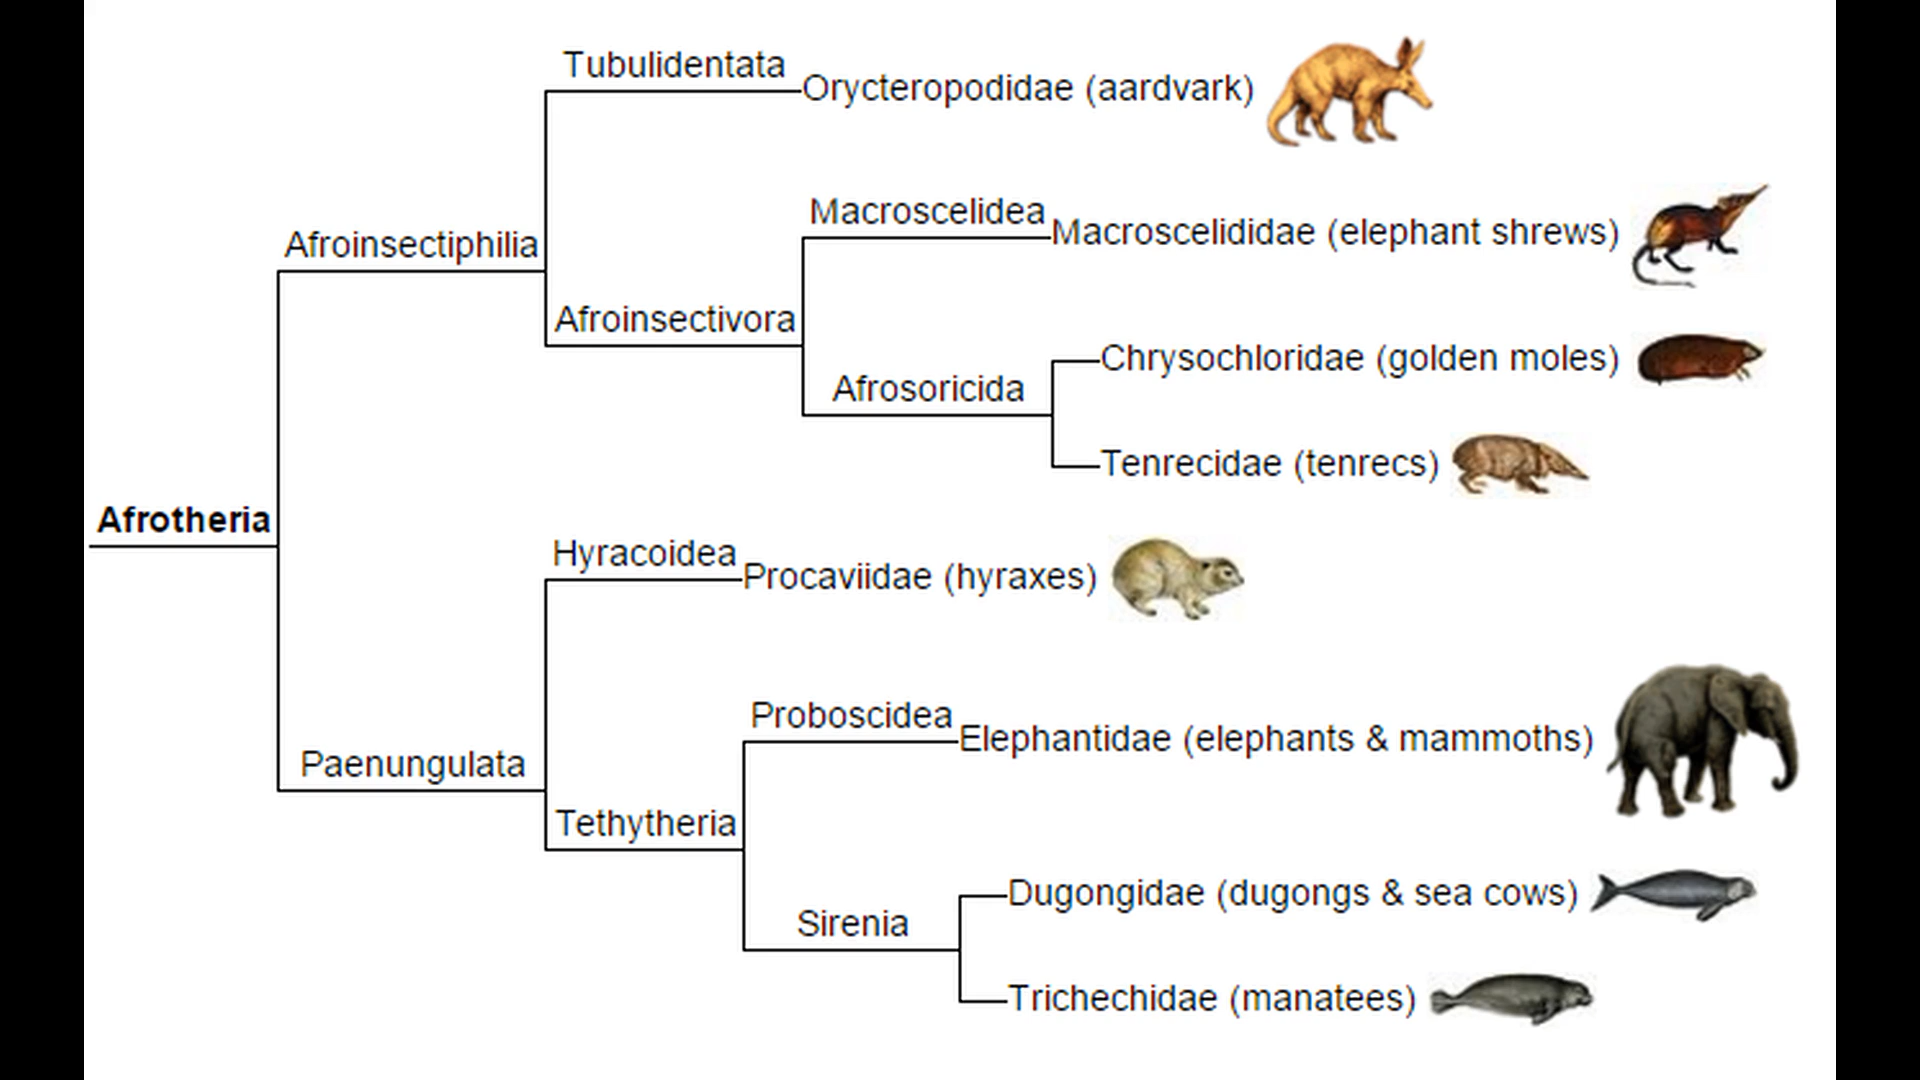 Tubulidentata
Orycteropodidae (aardvark)
Macroscelidea
Macroscelididae (elephant shrews)
Afroinsectiphilia
Afroinsectivora
Chrysochloridae (golden moles)
Afrosoricida
Tenrecidae (tenrecs)
Afrotheria
Hyracoidea
Procaviidae (hyraxes)
Proboscidea
Elephantidae (elephants & mammoths)
Paenungulata
Tethytheria
Dugongidae (dugongs & sea cows)
Sirenia
Trichechidae (manatees)